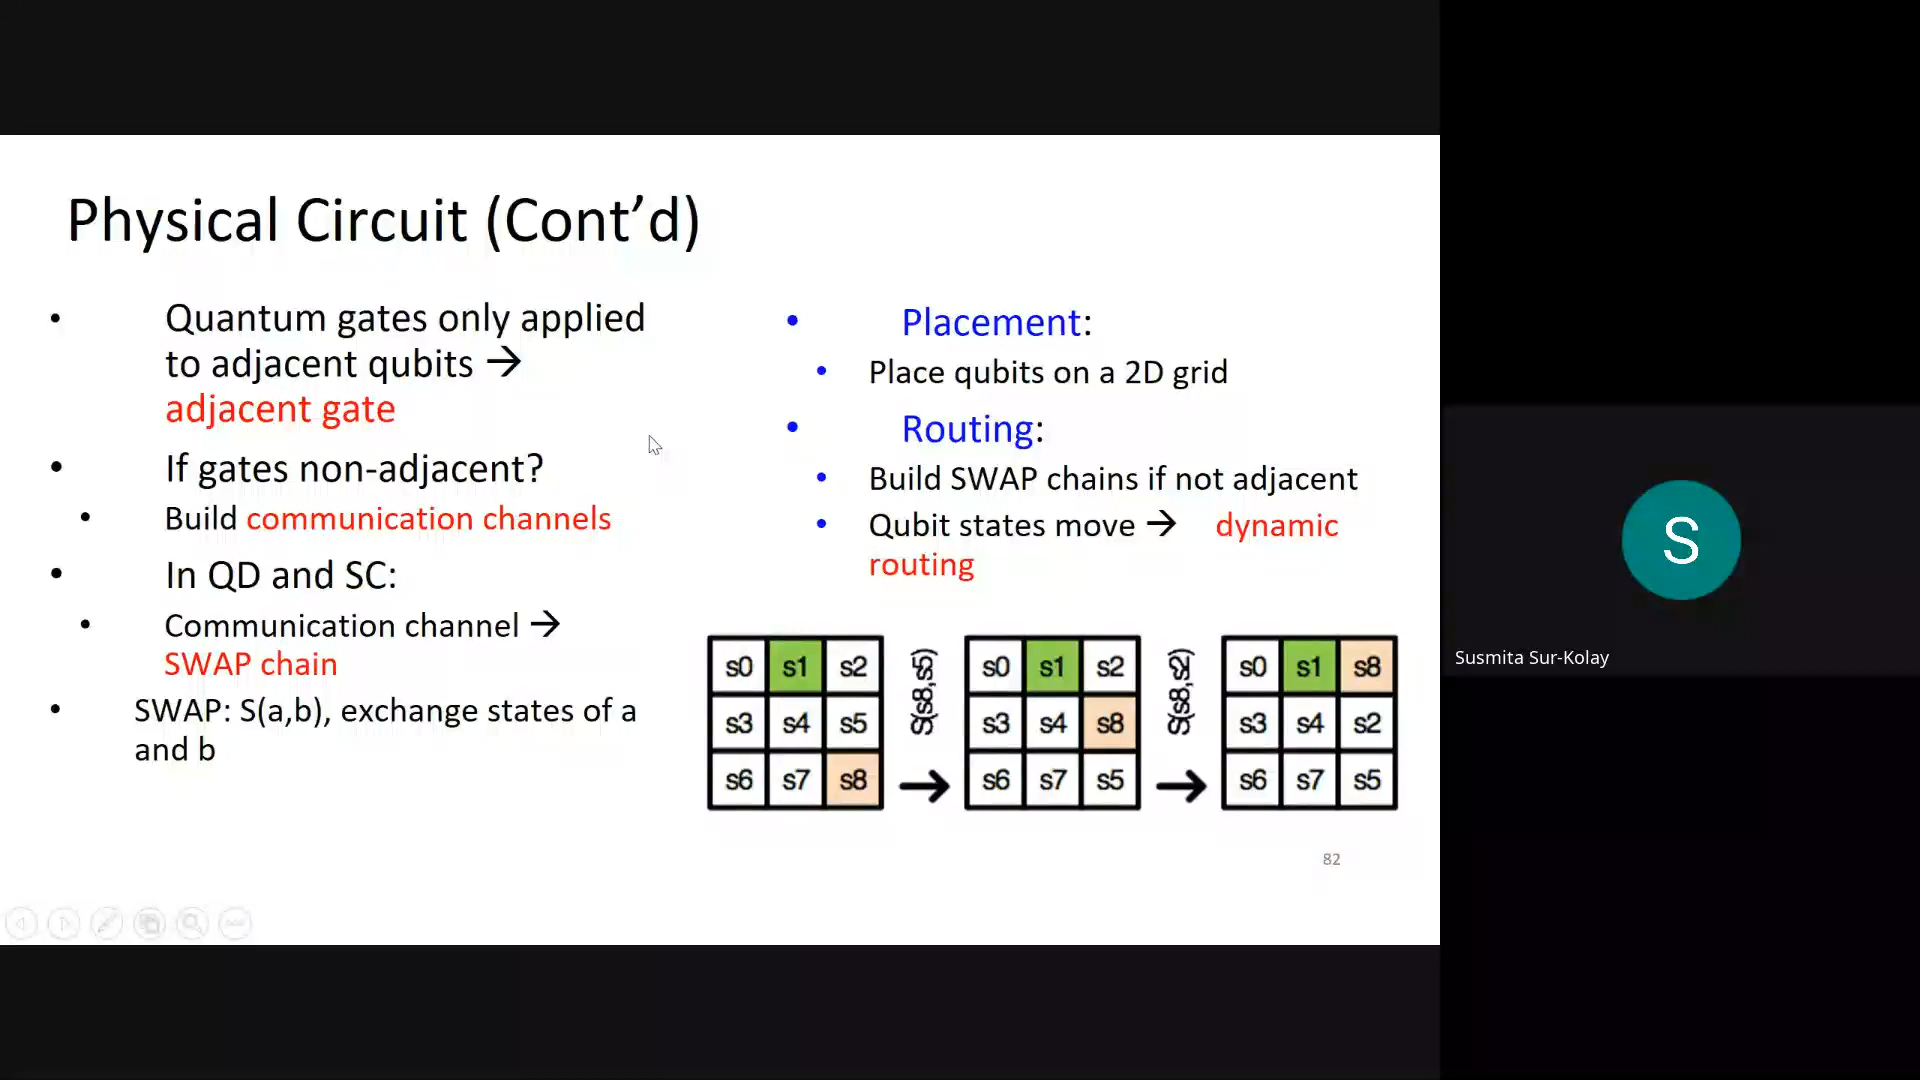 Physical Circuit (Cont’d)
• Quantum gates only applied
to adjacent qubits →
adjacent gate
• If gates non-adjacent?
• Build communication channels
• In QD and SC:
• Communication channel →
SWAP chain
• SWAP: S(a,b), exchange states of a
and b
• Placement:
• Place qubits on a 2D grid
• Routing:
• Build SWAP chains if not adjacent
• Qubit states move → dynamic
routing
s0 s1 s2
s3 s4 s5
s6 s7 s8
S(s8,s5)
s0 s1 s2
s3 s4 s8
s6 s7 s5
S(s8,s2)
s0 s1 s8
s3 s4 s2
s6 s7 s5
82
S
Susmita Sur-Kolay